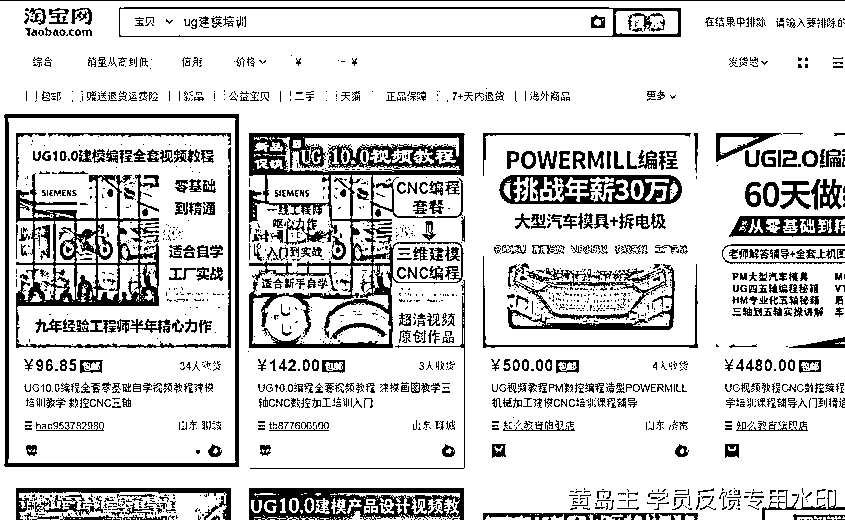 淘宝网
Taobao.com
宝贝 ug建模培训 搜索
在结果中排除 请输入要排除的
综合 销量从高到低 信用 价格 ¥ - ¥ 发货地
包邮 赠送退货运费险 新品 公益宝贝 二手 天猫 正品保障 7+天内退货 海外商品 更多
UG10.0建模编程全套视频教程
SIEMENS
零基础
到精通
适合自学
工厂实战
九年经验工程师半年精心力作
¥96.85 包邮 34人收货
UG10.0编程全套零基础自学视频教程建模
培训教学 数控CNC三轴
hao953782980 山东 聊城
UG 10.0视频教程
SIEMENS
一线工程师
呕心力作
入门到实战
适合新手自学
CNC编程
套餐
三维建模
CNC编程
超清视频
原创作品
¥142.00 包邮 3人收货
UG10.0编程全套视频教程 建模画图教学三
轴CNC数控加工培训入门
tb877606500 山东 聊城
POWERMILL编程
挑战年薪30万
大型汽车模具+拆电极
¥500.00 包邮 4人收货
UG视频教程PM数控编程造型POWERMILL
机械加工建模CNC培训课程辅导
知么教育旗舰店 山东 济南
UG12.0编
60天做
从零基础到精
老师解答辅导+全套上机图
PM大型汽车模具
UG四五轴编程秘籍
HM专业化五轴秘籍
三轴到五轴实操讲解
¥4480.00 包邮
UG视频教程CNC数控编程
学培训课程辅导入门到精通
知么教育旗舰店
UG10.0建模产品设计视频教
黄岛主 学员反馈专用水印